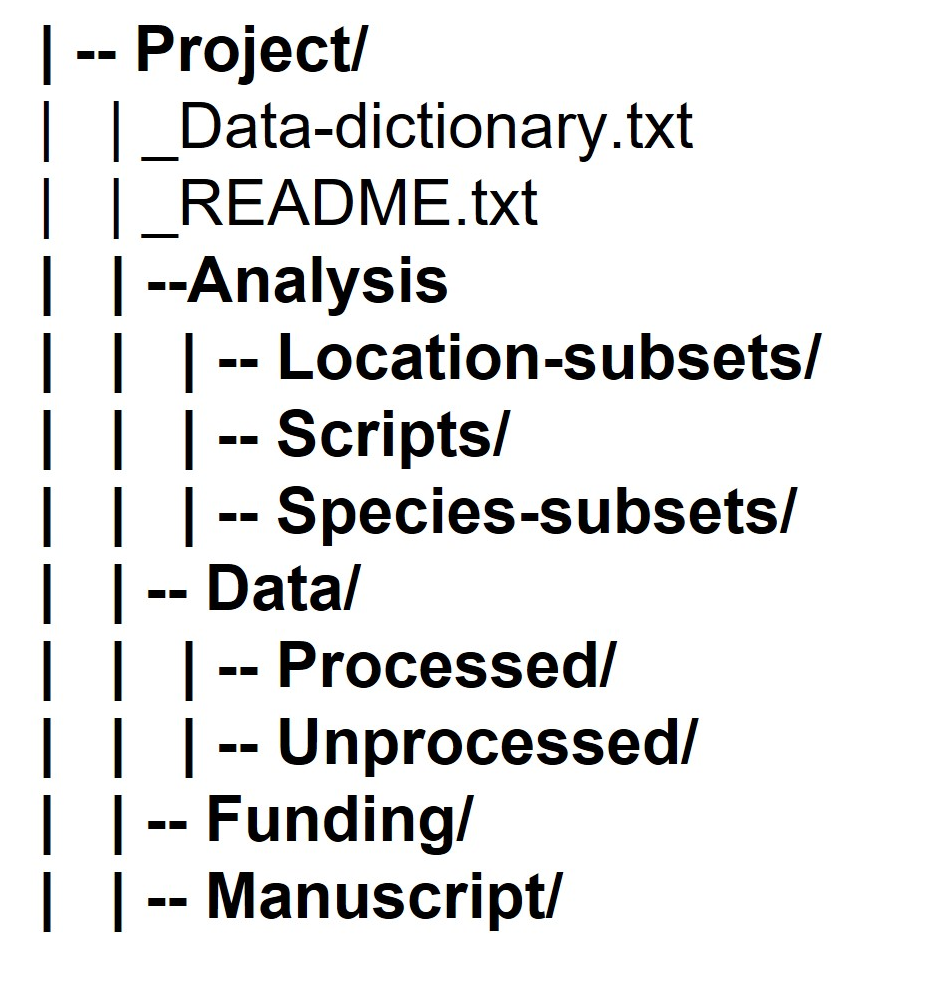 | -- Project/
|   | _Data-dictionary.txt
|   | _README.txt
|   | --Analysis
|   |   | -- Location-subsets/
|   |   | -- Scripts/
|   |   | -- Species-subsets/
|   | -- Data/
|   |   | -- Processed/
|   |   | -- Unprocessed/
|   | -- Funding/
|   | -- Manuscript/